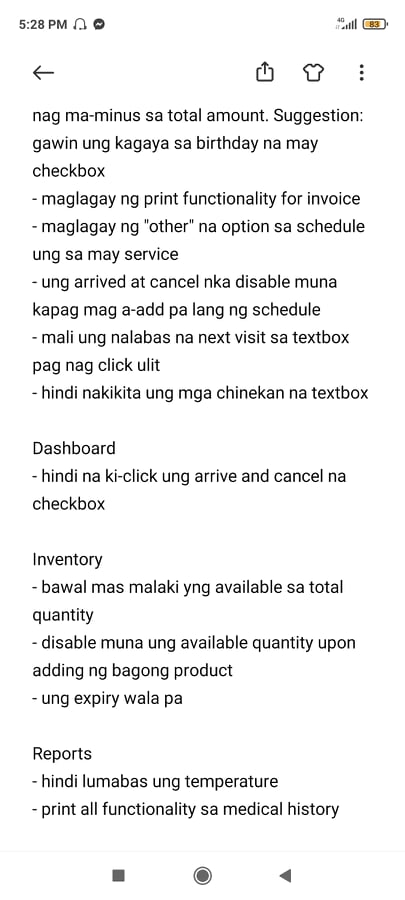 5:28 PM
4G
83
nag ma-minus sa total amount. Suggestion:
gawin ung kagaya sa birthday na may
checkbox
- maglagay ng print functionality for invoice
- maglagay ng "other" na option sa schedule
ung sa may service
- ung arrived at cancel nka disable muna
kapag mag a-add pa lang ng schedule
- mali ung nalabas na next visit sa textbox
pag nag click ulit
- hindi nakikita ung mga chinekan na textbox
Dashboard
- hindi na ki-click ung arrive and cancel na
checkbox
Inventory
- bawal mas malaki yng available sa total
quantity
- disable muna ung available quantity upon
adding ng bagong product
- ung expiry wala pa
Reports
- hindi lumabas ung temperature
- print all functionality sa medical history